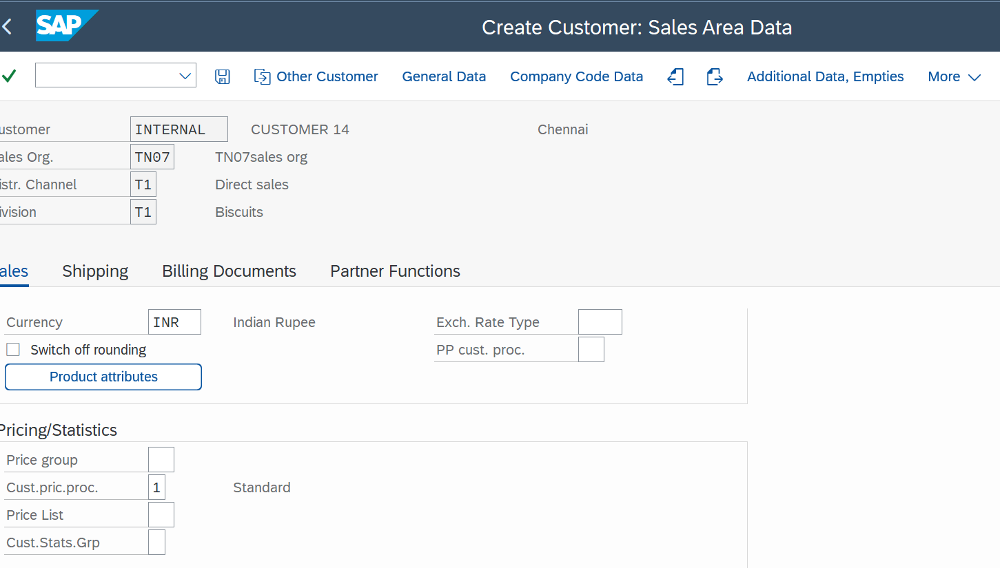 SAP Create Customer: Sales Area Data
Other Customer General Data Company Code Data Additional Data, Empties More
ustomer INTERNAL CUSTOMER 14 Chennai
ales Org. TN07 TN07sales org
istr. Channel T1 Direct sales
ivision T1 Biscuits
ales Shipping Billing Documents Partner Functions
Currency INR Indian Rupee Exch. Rate Type
Switch off rounding PP cust. proc.
Product attributes
Pricing/Statistics
Price group
Cust.pric.proc. 1 Standard
Price List
Cust.Stats.Grp